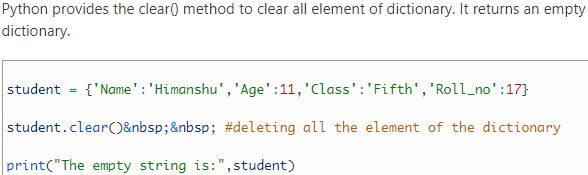 Python provides the clear() method to clear all element of dictionary. It returns an empty
dictionary.
student = {'Name':'Himanshu','Age':11,'Class':'Fifth','Roll_no':17}
student.clear()&nbsp;&nbsp; #deleting all the element of the dictionary
print("The empty string is:",student)